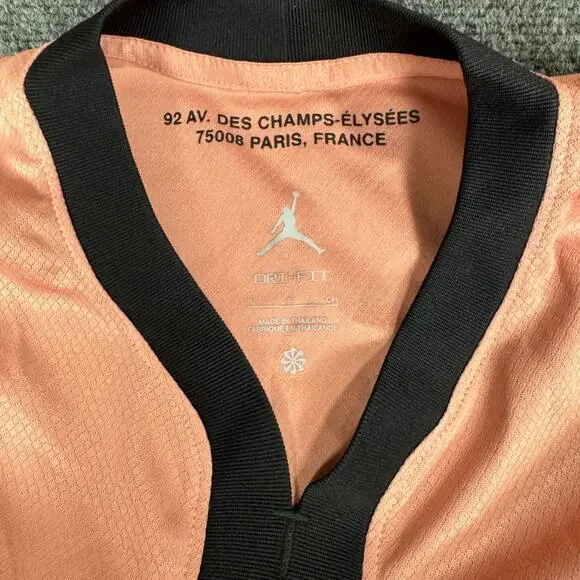 92 AV. DES CHAMPS-ÉLYSÉES
75008 PARIS, FRANCE
DRI-FIT
MADE IN THAILAND
FABRIQUÉ EN THAÏLANDE